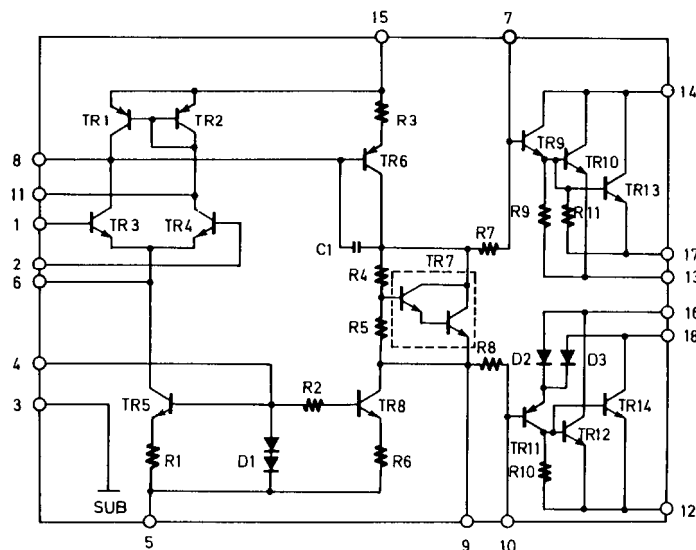 15 7
14
TR1 TR2 R3 TR9
8 TR6 TR10
11 TR13
1 TR3 TR4 R7 R9 R11
2 C1 TR7 17
6 R4 13
16
R5 R8 18
4 D2 D3
R2 TR14
3 TR5 TR8 TR12
TR11
R1 D1 R6 R10
SUB 12
5 9 10